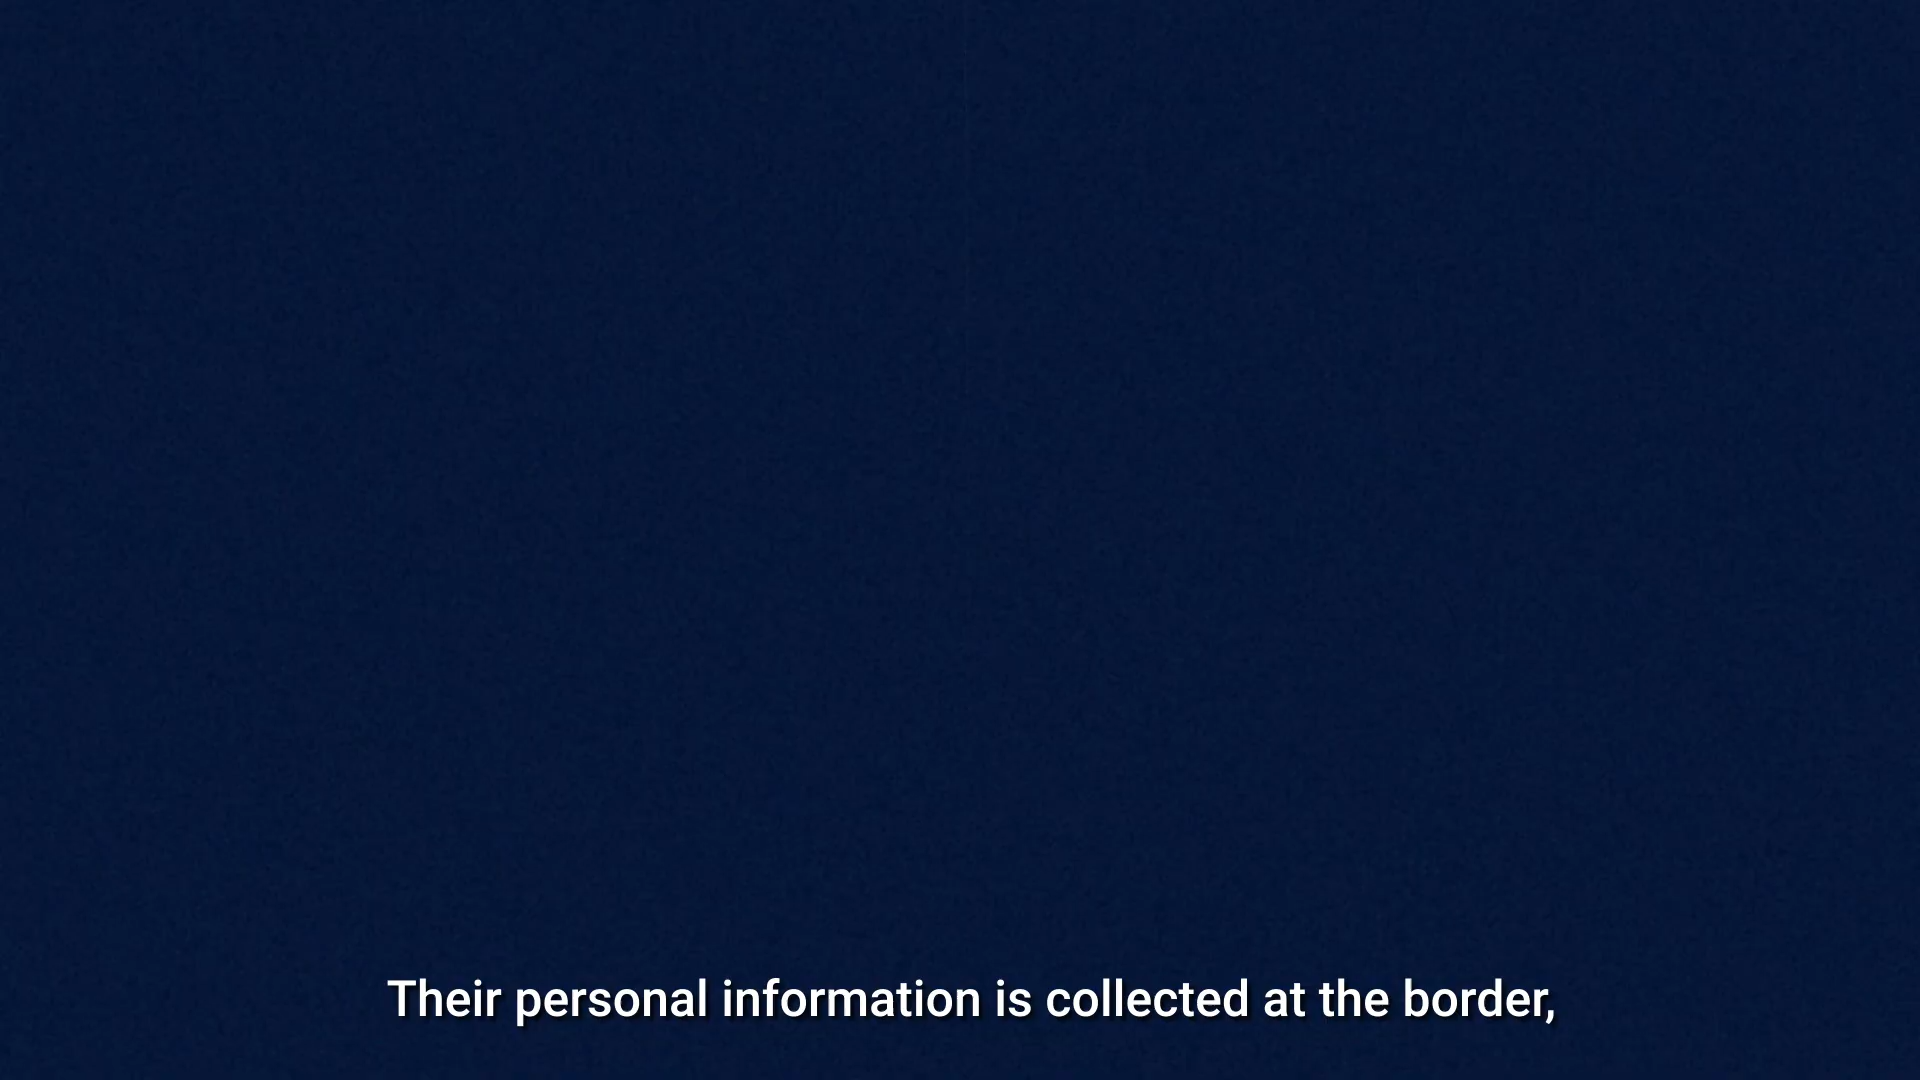 Their personal information is collected at the border,